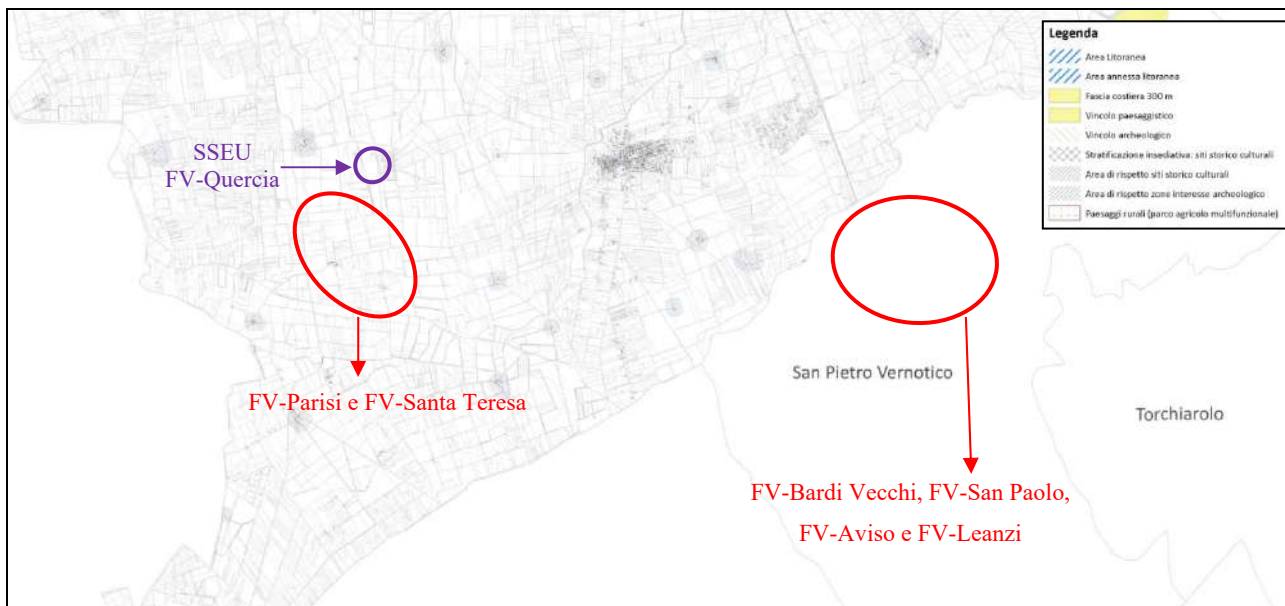 Legenda
Area Litoranea
Area annessa litoranea
Fascia costiera 300 m
Vincolo paesaggistico
Vincolo archeologico
Stratificazione insediativa: siti storico culturali
Area di rispetto siti storico culturali
Area di rispetto zone interesse archeologico
Paesaggi rurali (parco agricolo multifunzionale)
SSEU
FV-Quercia
FV-Parisi e FV-Santa Teresa
San Pietro Vernotico
Torchiarolo
FV-Bardi Vecchi, FV-San Paolo,
FV-Aviso e FV-Leanzi